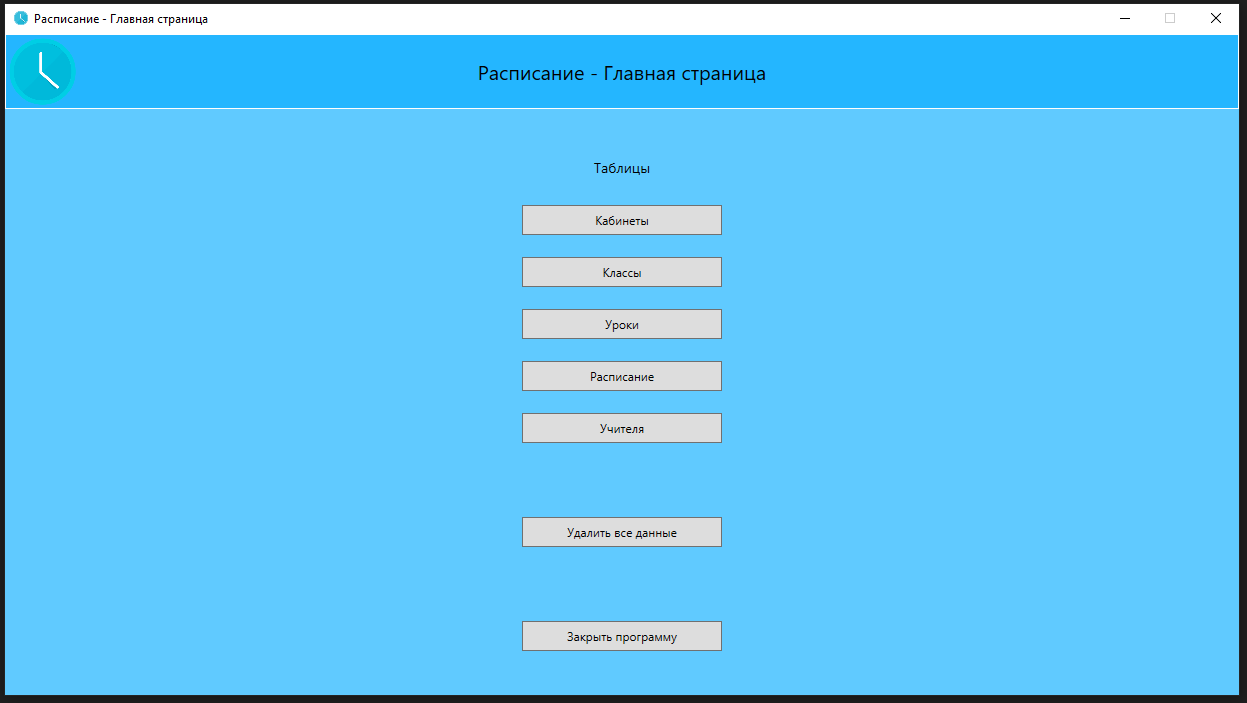 Расписание - Главная страница
Расписание - Главная страница
Таблицы
Кабинеты
Классы
Уроки
Расписание
Учителя
Удалить все данные
Закрыть программу